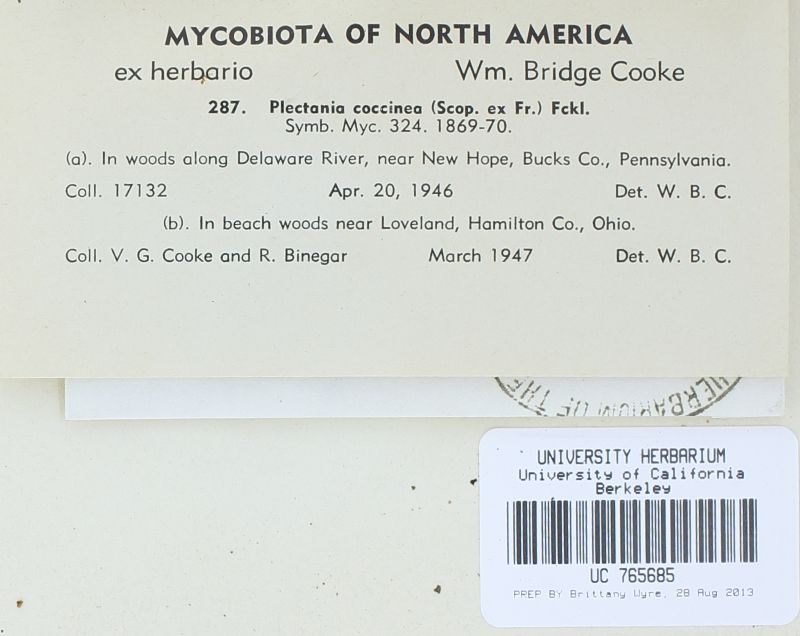 MYCOBIOTA OF NORTH AMERICA
ex herbario Wm. Bridge Cooke
287. Plectania coccinea (Scop. ex Fr.) Fckl.
Symb. Myc. 324. 1869-70.
(a). In woods along Delaware River, near New Hope, Bucks Co., Pennsylvania.
Coll. 17132 Apr. 20, 1946 Det. W. B. C.
(b). In beach woods near Loveland, Hamilton Co., Ohio.
Coll. V. G. Cooke and R. Binegar March 1947 Det. W. B. C.
HERBARIUM OF THE
UNIVERSITY HERBARIUM
University of California
Berkeley
UC 765685
PREP BY Brittany Wyre, 28 Aug 2013